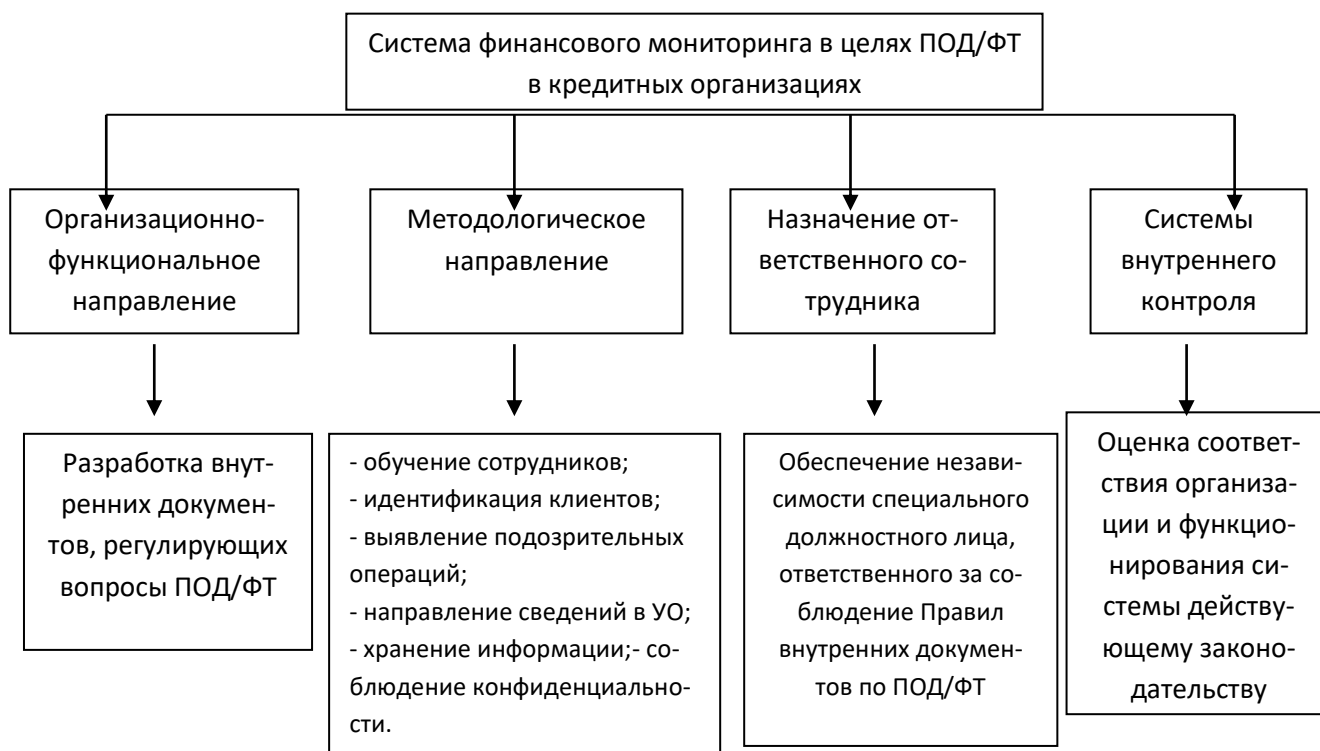 Система финансового мониторинга в целях ПОД/ФТ
в кредитных организациях
Организационно-
функциональное
направление
Методологическое
направление
Назначение от-
ветственного со-
трудника
Системы
внутреннего
контроля
Разработка внут-
ренних докумен-
тов, регулирующих
вопросы ПОД/ФТ
- обучение сотрудников;
- идентификация клиентов;
- выявление подозрительных
операций;
- направление сведений в УО;
- хранение информации;- со-
блюдение конфиденциально-
сти.
Обеспечение незави-
симости специального
должностного лица,
ответственного за со-
блюдение Правил
внутренних докумен-
тов по ПОД/ФТ
Оценка соответ-
ствия организа-
ции и функцио-
нирования си-
стемы действу-
ющему законо-
дательству